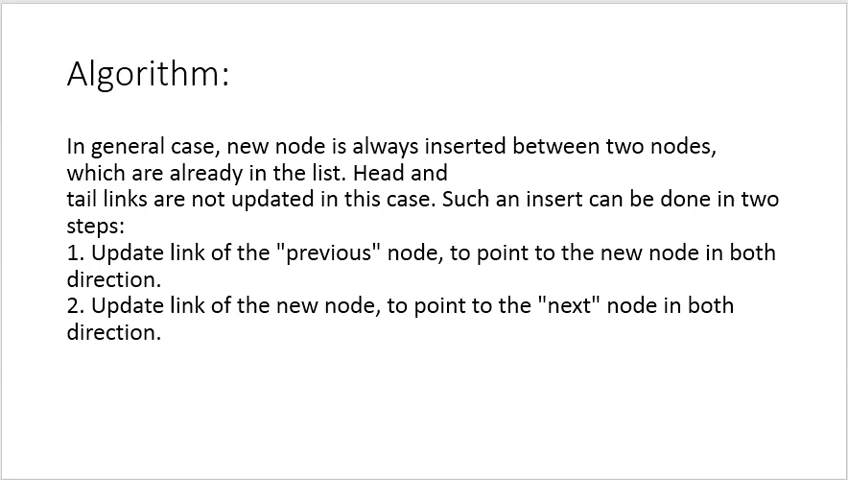 Algorithm:
In general case, new node is always inserted between two nodes,
which are already in the list. Head and
tail links are not updated in this case. Such an insert can be done in two
steps:
1. Update link of the "previous" node, to point to the new node in both
direction.
2. Update link of the new node, to point to the "next" node in both
direction.